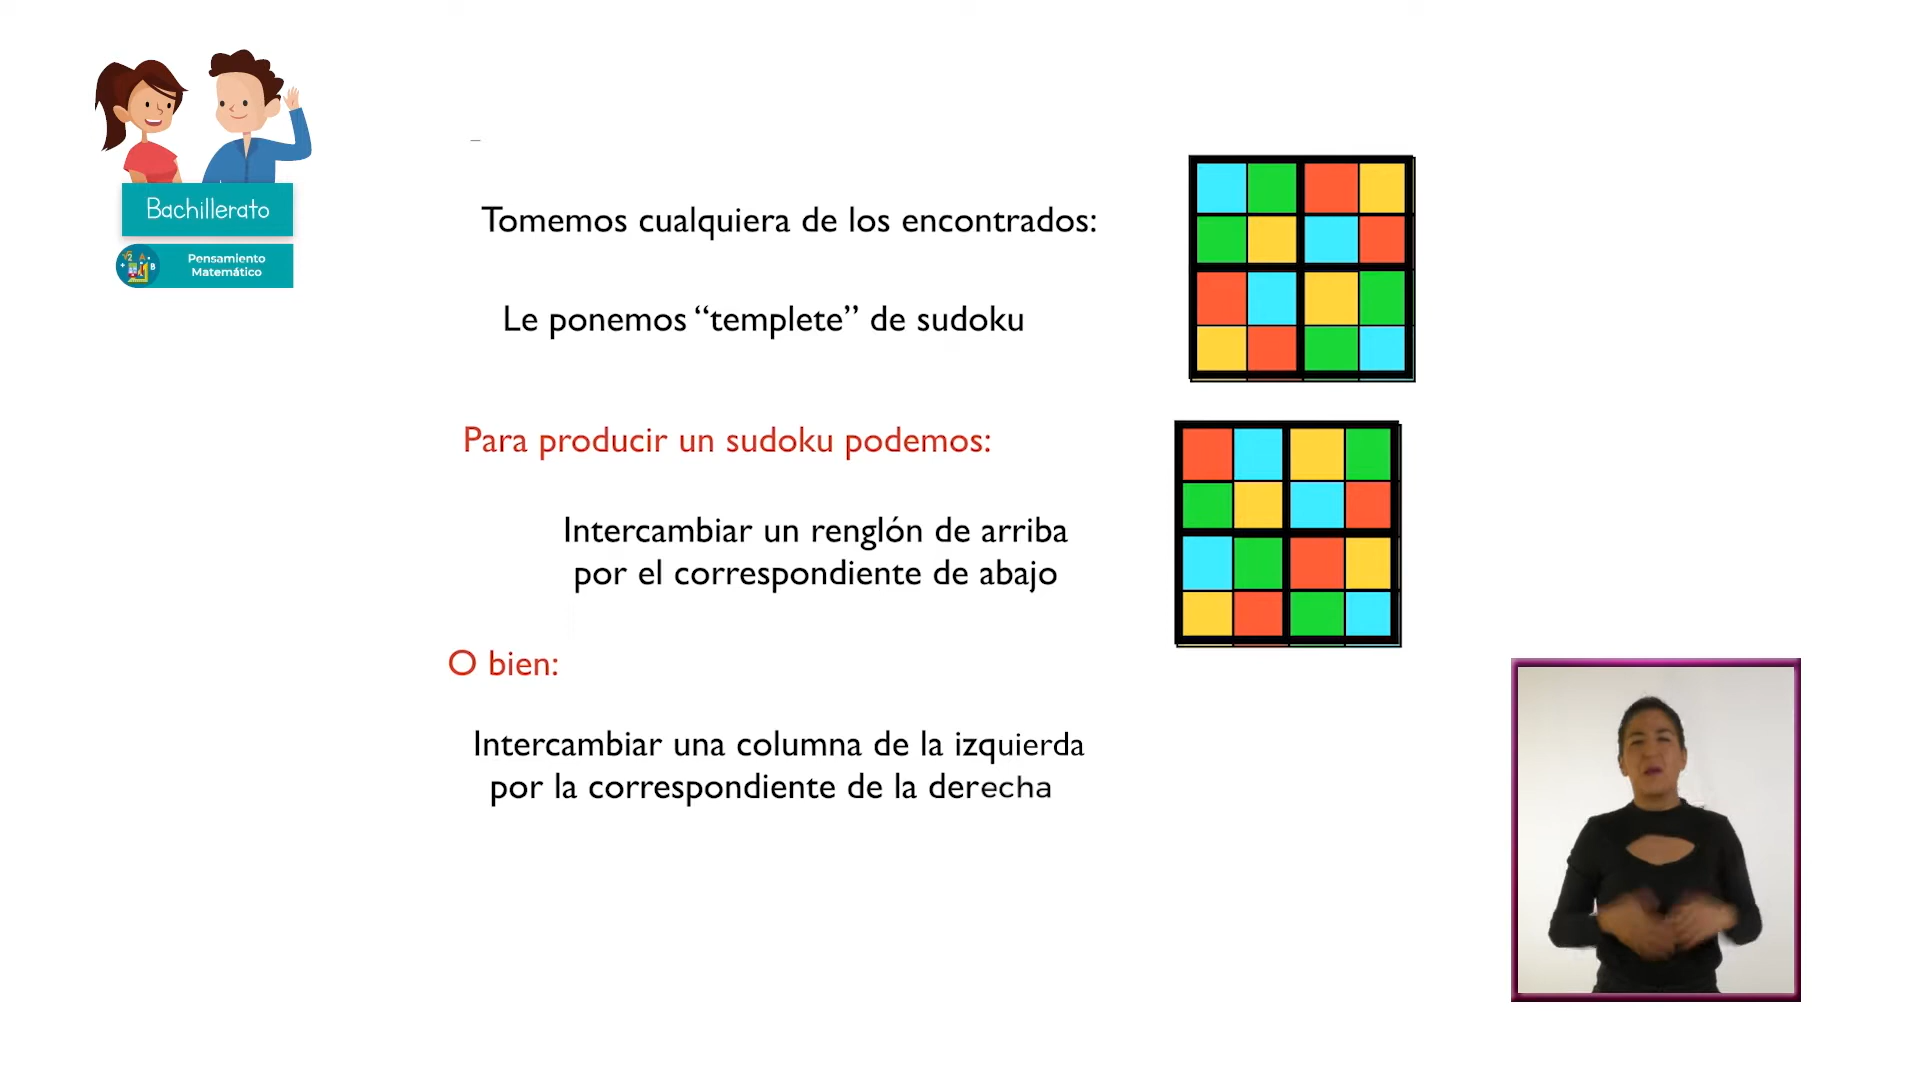 Bachillerato
Pensamiento
Matemático
Tomemos cualquiera de los encontrados:
Le ponemos “templete” de sudoku
Para producir un sudoku podemos:
Intercambiar un renglón de arriba
por el correspondiente de abajo
O bien:
Intercambiar una columna de la izquierda
por la correspondiente de la derecha